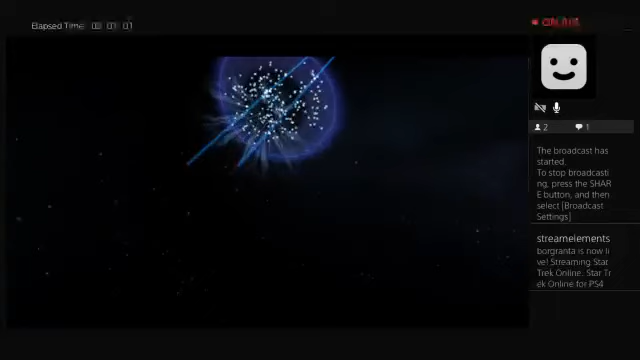 Elapsed Time 00 01 01
ON AIR
2
1
The broadcast has
started.
To stop broadcasti
ng, press the SHAR
E button, and then
select [Broadcast
Settings]
streamelements
borgranta is now li
ve! Streaming Star
Trek Online. Star Tr
ek Online for PS4